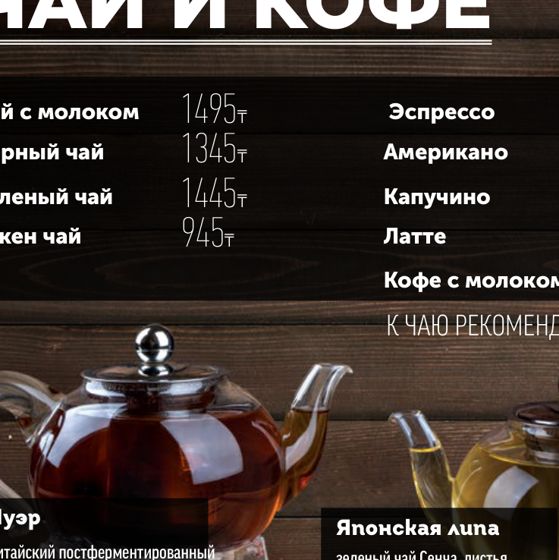 ЧАЙ И КОФЕ
й с молоком 1495₸
рный чай 1345₸
леный чай 1445₸
кен чай 945₸
Эспрессо
Американо
Капучино
Латте
Кофе с молоком
К ЧАЮ РЕКОМЕНД
Пуэр
итайский постферментированный
Японская липа
зеленый чай Сенча, листья